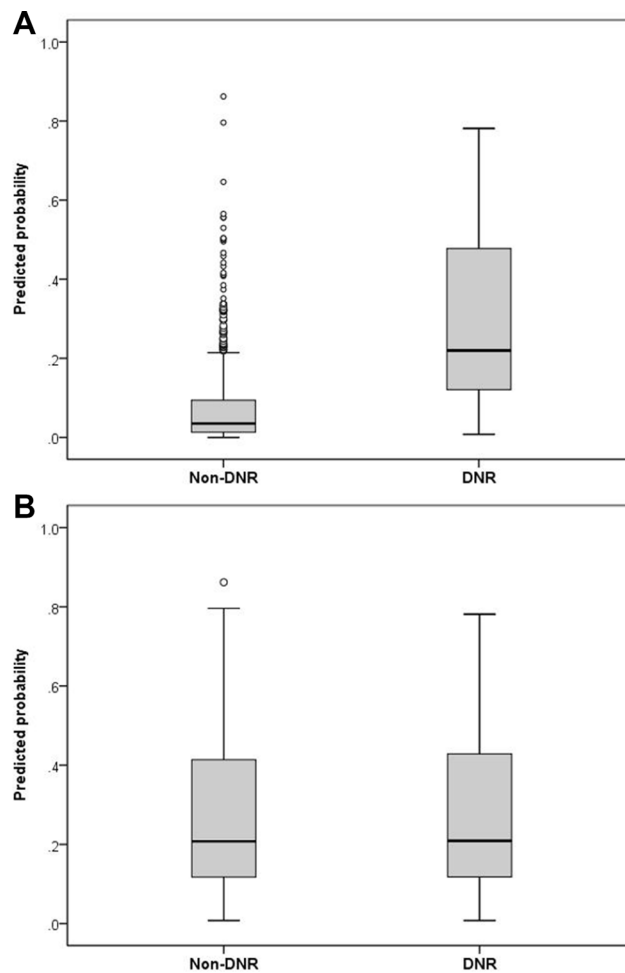 A
1.0
.8
.6
.4
.2
.0
Predicted probability
Non-DNR DNR
B
1.0
.8
.6
.4
.2
.0
Predicted probability
Non-DNR DNR